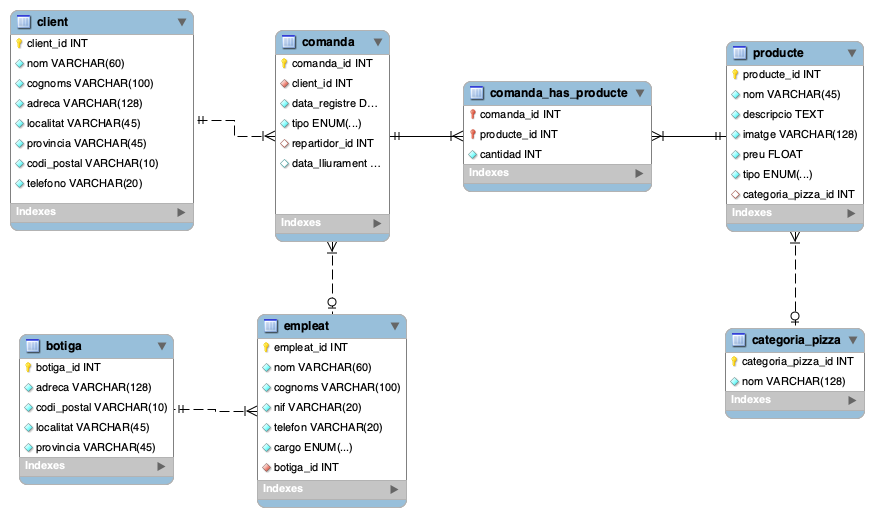 client
client_id INT
nom VARCHAR(60)
cognoms VARCHAR(100)
adreca VARCHAR(128)
localitat VARCHAR(45)
provincia VARCHAR(45)
codi_postal VARCHAR(10)
telefono VARCHAR(20)
Indexes
comanda
comanda_id INT
client_id INT
data_registre D...
tipo ENUM(...)
repartidor_id INT
data_lliurament ...
Indexes
comanda_has_producte
comanda_id INT
producte_id INT
cantidad INT
Indexes
producte
producte_id INT
nom VARCHAR(45)
descripcio TEXT
imatge VARCHAR(128)
preu FLOAT
tipo ENUM(...)
categoria_pizza_id INT
Indexes
botiga
botiga_id INT
adreca VARCHAR(128)
codi_postal VARCHAR(10)
localitat VARCHAR(45)
provincia VARCHAR(45)
Indexes
empleat
empleat_id INT
nom VARCHAR(60)
cognoms VARCHAR(100)
nif VARCHAR(20)
telefon VARCHAR(20)
cargo ENUM(...)
botiga_id INT
Indexes
categoria_pizza
categoria_pizza_id INT
nom VARCHAR(128)
Indexes